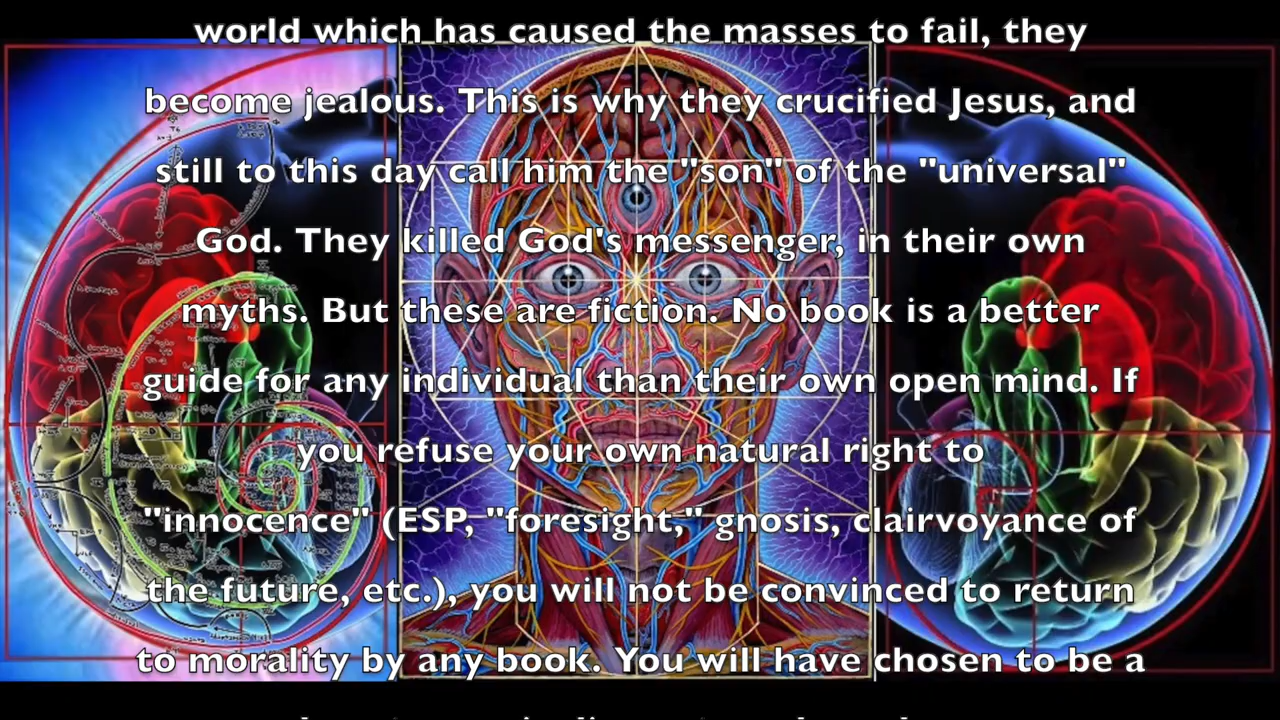 world which has caused the masses to fail, they
become jealous. This is why they crucified Jesus, and
still to this day call him the "son" of the "universal"
God. They killed God's messenger, in their own
myths. But these are fiction. No book is a better
guide for any individual than their own open mind. If
you refuse your own natural right to
"innocence" (ESP, "foresight," gnosis, clairvoyance of
the future, etc.), you will not be convinced to return
to morality by any book. You will have chosen to be a